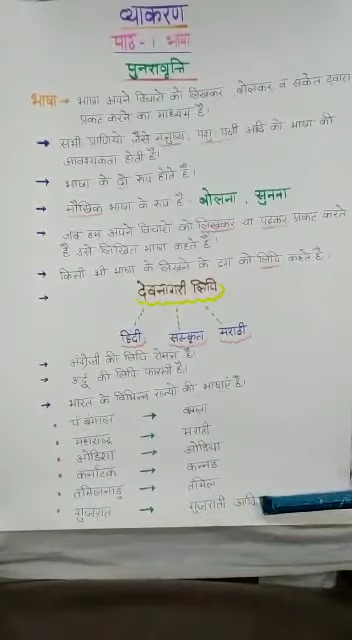 व्याकरण
पाठ - 1 भाषा
पुनरावृत्ति
भाषा → भाषा अपने विचारो को लिखकर बोलकर व संकेत द्वारा
प्रकट करने का माध्यम है।
→ सभी प्राणियो जैसे मनुष्य, पशु, पक्षी आदि को भाषा की
आवश्यकता होती है।
→ भाषा के दो रूप होते है।
→ मौखिक भाषा के रूप है - बोलना, सुनना
→ जब हम अपने विचारों को लिखकर या पढ़कर प्रकट करते
है उसे लिखित भाषा कहते है।
→ किसी भी भाषा के लिखने के ढंग को लिपि कहते है।
→ देवनागरी लिपि
हिंदी संस्कृत मराठी
→ अंग्रेजी की लिपि रोमन है।
→ उर्दू की लिपि फारसी है।
→ भारत के विभिन्न राज्यों की भाषाएँ है।
• प बंगाल → बंगला
• महाराष्ट्र → मराठी
• ओडिशा → ओडिया
• कर्नाटक → कन्नड
• तमिलनाडु → तमिल
• गुजरात → गुजराती आदि